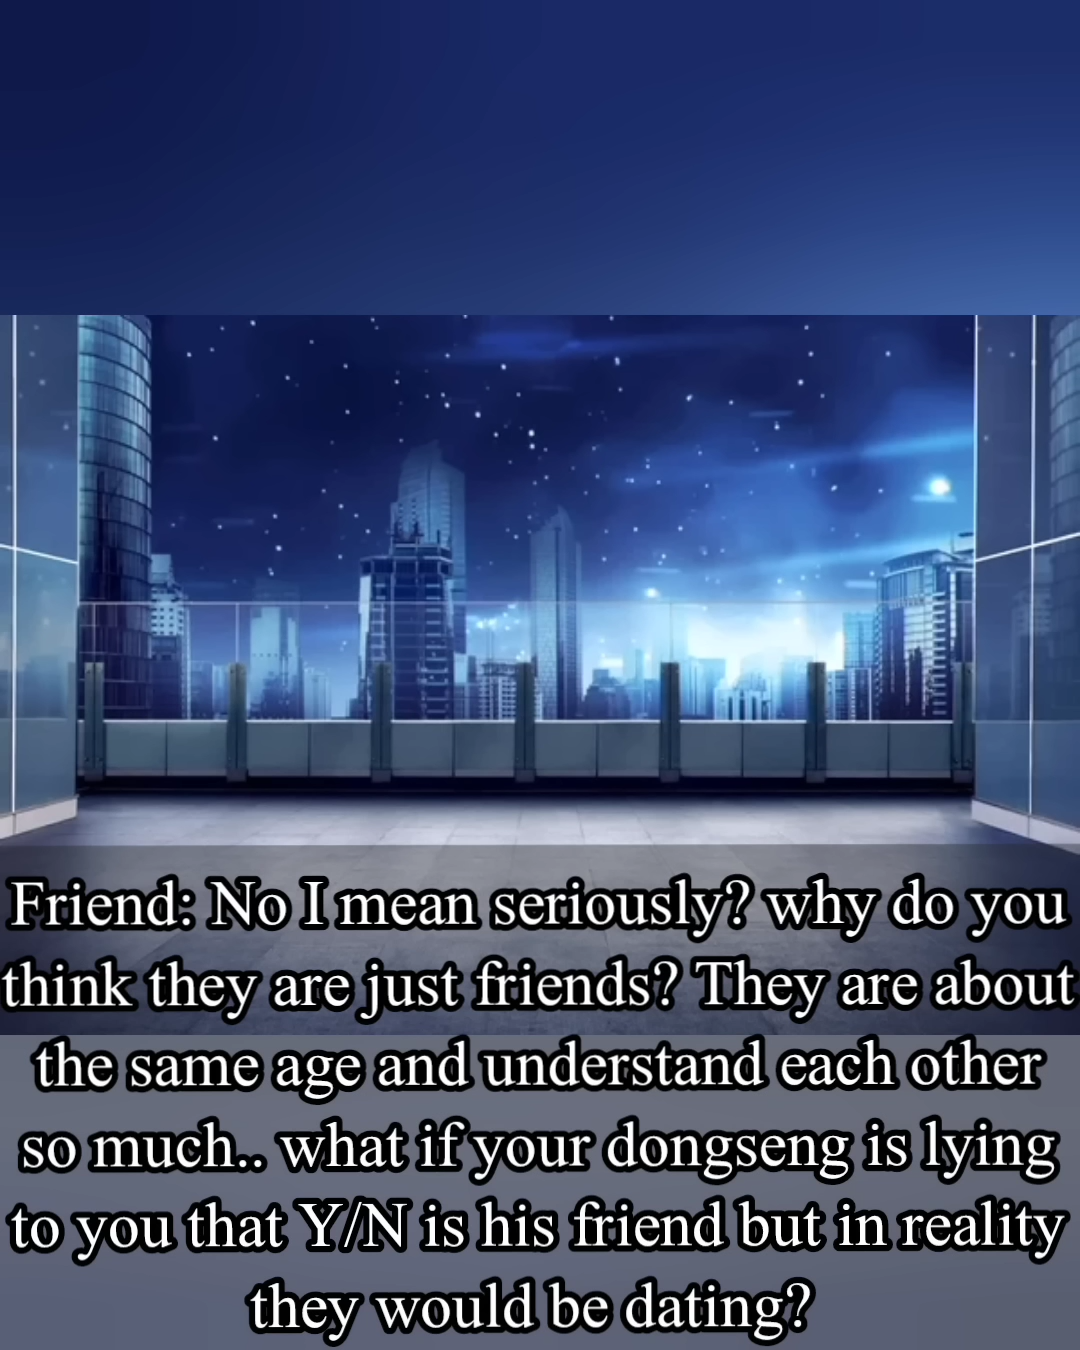 Friend: No I mean seriously? why do you
think they are just friends? They are about
the same age and understand each other
so much.. what if your dongseng is lying
to you that Y/N is his friend but in reality
they would be dating?